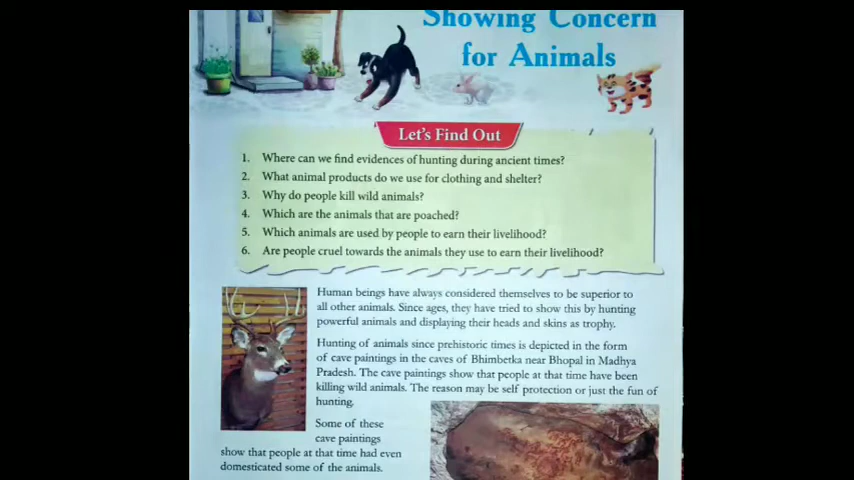 Showing Concern
for Animals
Let's Find Out
1. Where can we find evidences of hunting during ancient times?
2. What animal products do we use for clothing and shelter?
3. Why do people kill wild animals?
4. Which are the animals that are poached?
5. Which animals are used by people to earn their livelihood?
6. Are people cruel towards the animals they use to earn their livelihood?
Human beings have always considered themselves to be superior to
all other animals. Since ages, they have tried to show this by hunting
powerful animals and displaying their heads and skins as trophy.
Hunting of animals since prehistoric times is depicted in the form
of cave paintings in the caves of Bhimbetka near Bhopal in Madhya
Pradesh. The cave paintings show that people at that time have been
killing wild animals. The reason may be self protection or just the fun of
hunting.
Some of these
cave paintings
show that people at that time had even
domesticated some of the animals.